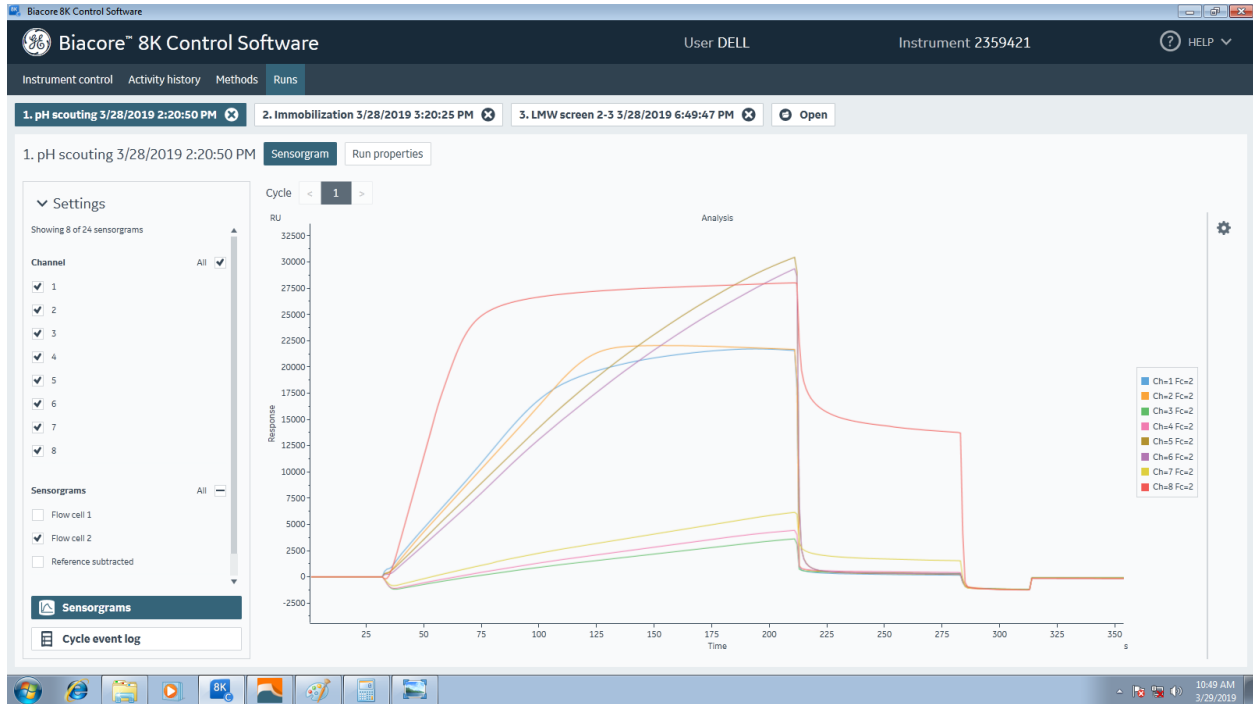 Biacore 8K Control Software
Biacore™ 8K Control Software
User DELL
Instrument 2359421
? HELP
Instrument control Activity history Methods Runs
1. pH scouting 3/28/2019 2:20:50 PM
2. Immobilization 3/28/2019 3:20:25 PM
3. LMW screen 2-3 3/28/2019 6:49:47 PM
Open
1. pH scouting 3/28/2019 2:20:50 PM
Sensorgram
Run properties
Settings
Showing 8 of 24 sensorgrams
Channel All
1
2
3
4
5
6
7
8
Sensorgrams All
Flow cell 1
Flow cell 2
Reference subtracted
Sensorgrams
Cycle event log
Cycle < 1 >
RU
Analysis
32500
30000
27500
25000
22500
20000
17500
15000
12500
10000
7500
5000
2500
0
-2500
Response
25 50 75 100 125 150 175 200 225 250 275 300 325 350
Time
s
Ch=1 Fc=2
Ch=2 Fc=2
Ch=3 Fc=2
Ch=4 Fc=2
Ch=5 Fc=2
Ch=6 Fc=2
Ch=7 Fc=2
Ch=8 Fc=2
8K
C
10:49 AM
3/29/2019